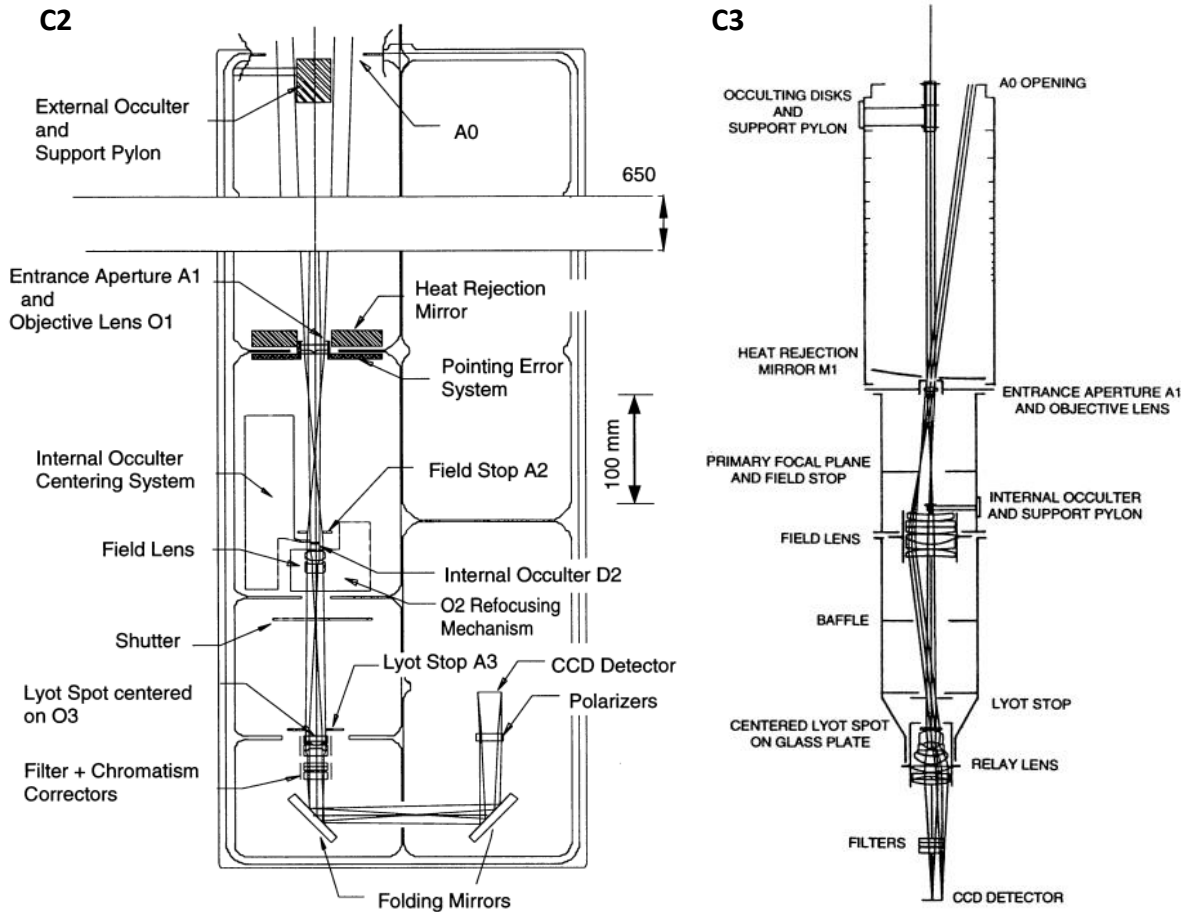 C2
External Occulter
and
Support Pylon
A0
650
Entrance Aperture A1
and
Objective Lens O1
Heat Rejection
Mirror
Pointing Error
System
100 mm
Internal Occulter
Centering System
Field Stop A2
Field Lens
Internal Occulter D2
O2 Refocusing
Mechanism
Shutter
Lyot Stop A3
CCD Detector
Lyot Spot centered
on O3
Polarizers
Filter + Chromatism
Correctors
Folding Mirrors
C3
A0 OPENING
OCCULTING DISKS
AND
SUPPORT PYLON
HEAT REJECTION
MIRROR M1
ENTRANCE APERTURE A1
AND OBJECTIVE LENS
PRIMARY FOCAL PLANE
AND FIELD STOP
INTERNAL OCCULTER
AND SUPPORT PYLON
FIELD LENS
BAFFLE
LYOT STOP
CENTERED LYOT SPOT
ON GLASS PLATE
RELAY LENS
FILTERS
CCD DETECTOR